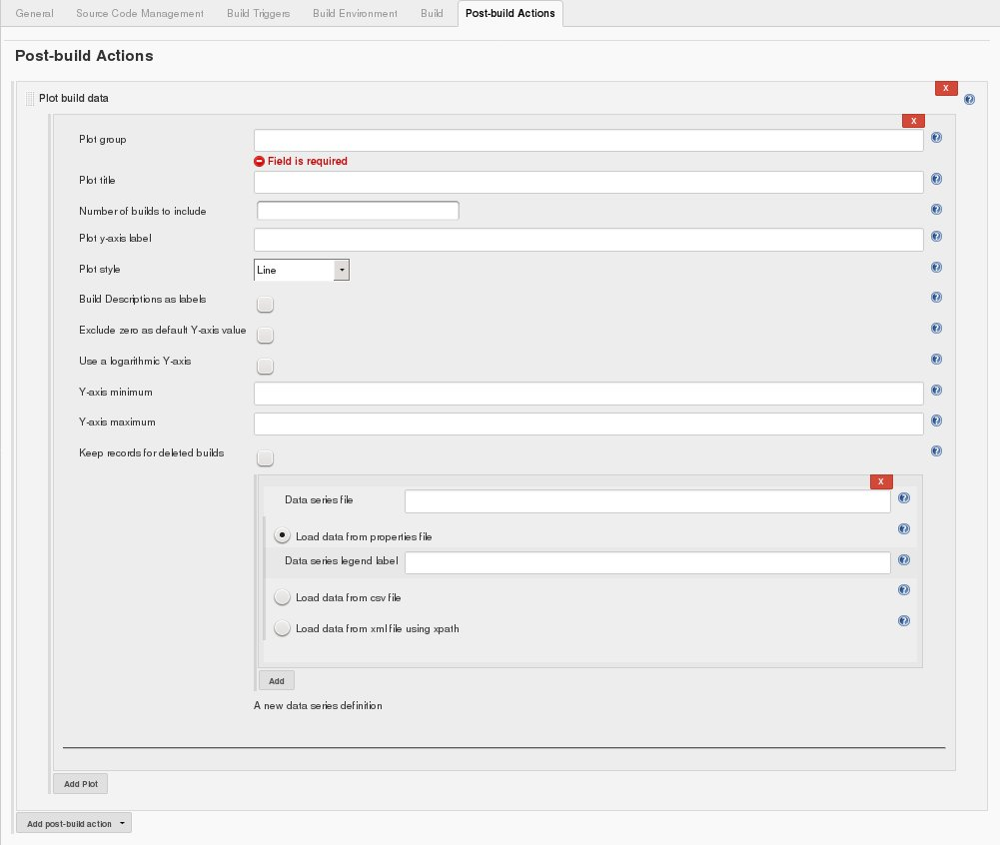 General Source Code Management Build Triggers Build Environment Build Post-build Actions
Post-build Actions
X
Plot build data
X
Plot group
Field is required
Plot title
Number of builds to include
Plot y-axis label
Plot style Line
Build Descriptions as labels
Exclude zero as default Y-axis value
Use a logarithmic Y-axis
Y-axis minimum
Y-axis maximum
Keep records for deleted builds
X
Data series file
Load data from properties file
Data series legend label
Load data from csv file
Load data from xml file using xpath
Add
A new data series definition
Add Plot
Add post-build action